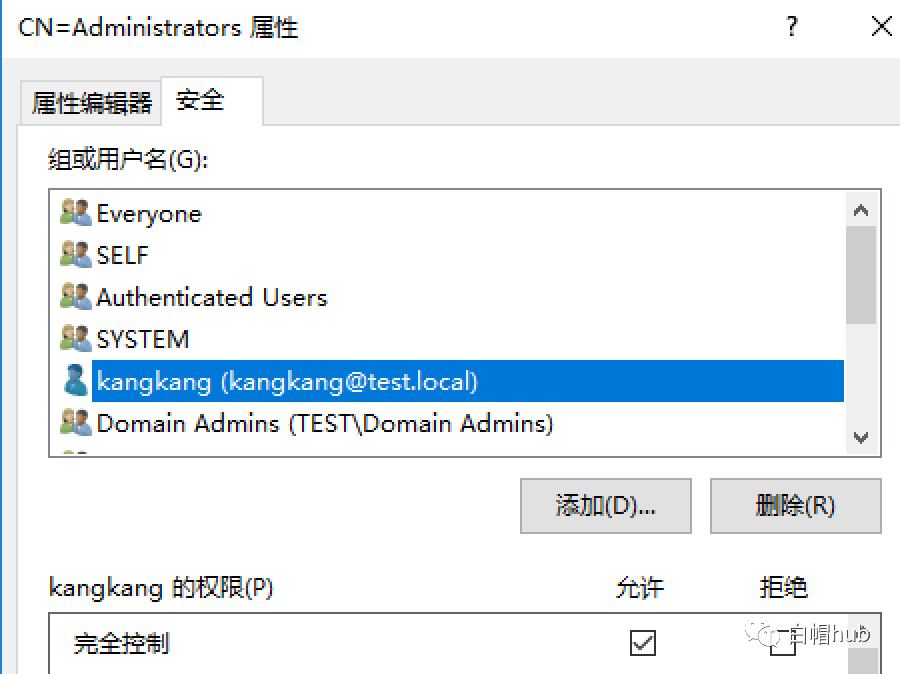 CN=Administrators 属性
属性编辑器 安全
组或用户名(G):
Everyone
SELF
Authenticated Users
SYSTEM
kangkang (kangkang@test.local)
Domain Admins (TEST\Domain Admins)
添加(D)... 删除(R)
kangkang 的权限(P) 允许 拒绝
完全控制
白帽hub